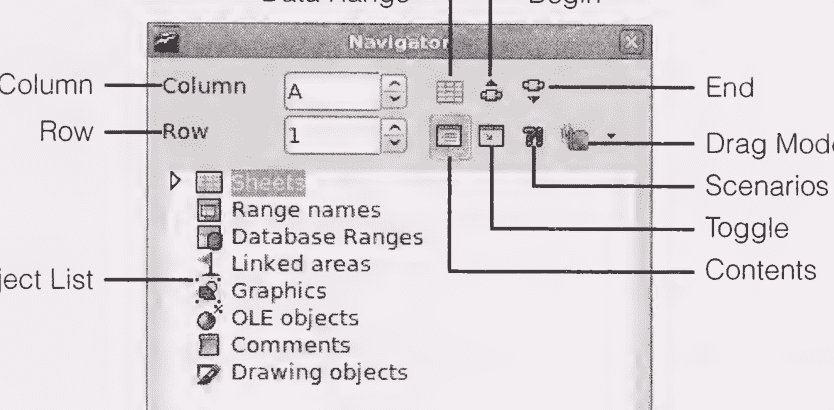 Data Range Begin
Navigator
Column Column A End
Row Row 1
Drag Mode
Sheets Scenarios
Range names
Database Ranges Toggle
Linked areas
ject List Contents
Graphics
OLE objects
Comments
Drawing objects